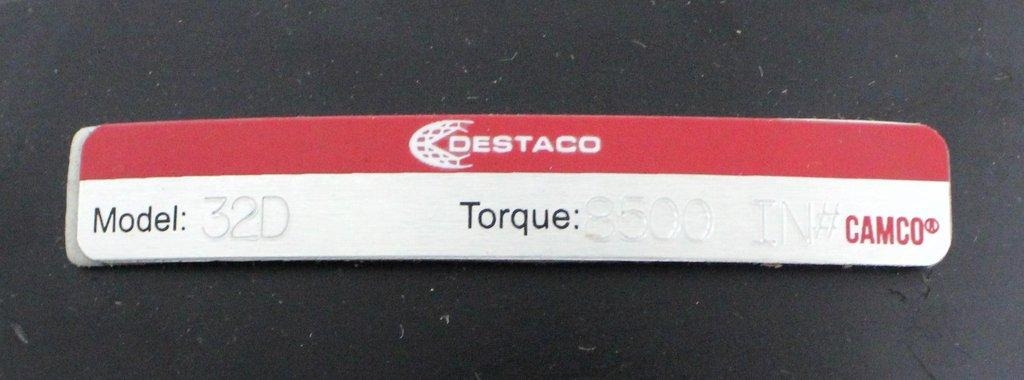 DESTACO
Model: 32D Torque: 8500 IN# CAMCO®